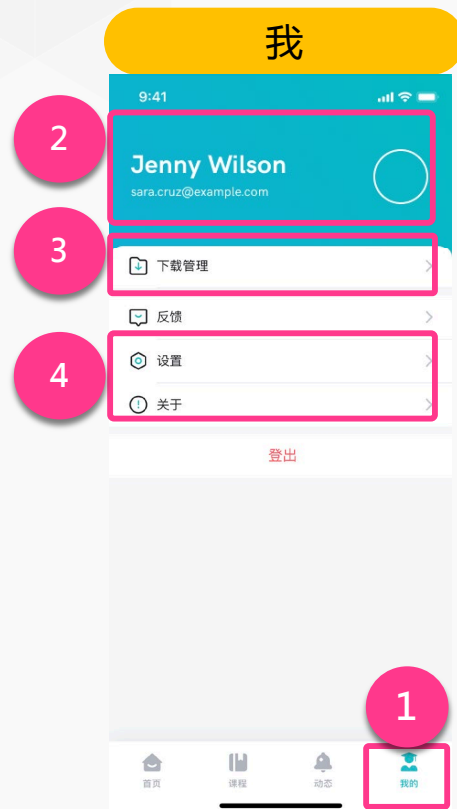 我
9:41
2
Jenny Wilson
sara.cruz@example.com
3
下载管理
反馈
4
设置
关于
登出
1
首页
课程
动态
我的